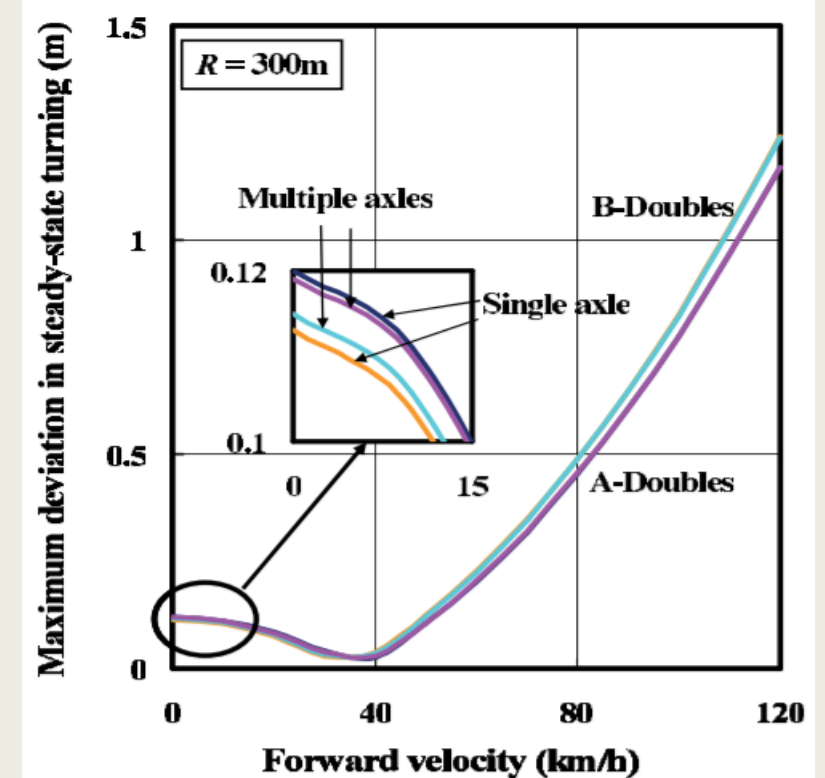 Maximum deviation in steady-state turning (m)
1.5
R = 300m
Multiple axles
B-Doubles
1
0.12
Single axle
0.1
0.5
0
15
A-Doubles
0
0
40
80
120
Forward velocity (km/h)